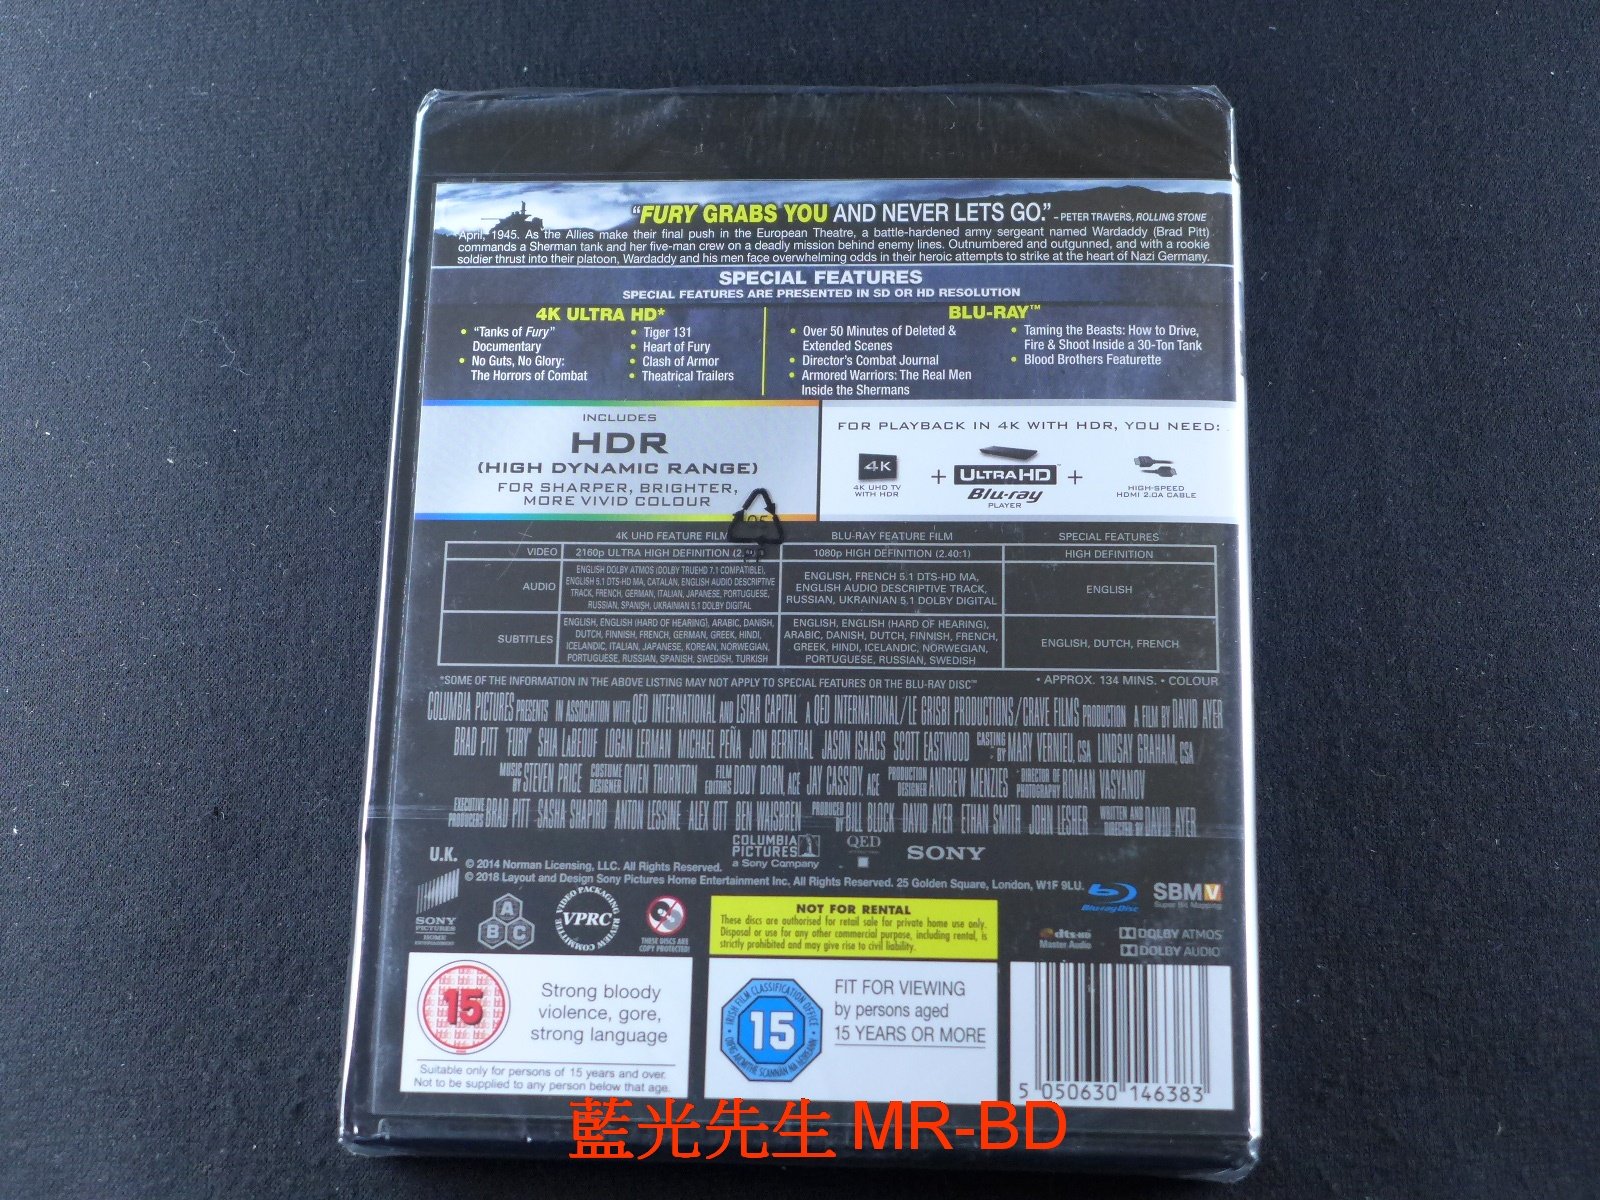 “FURY GRABS YOU AND NEVER LETS GO.” – PETER TRAVERS, ROLLING STONE
April, 1945. As the Allies make their final push in the European Theatre, a battle-hardened army sergeant named Wardaddy (Brad Pitt)
commands a Sherman tank and her five-man crew on a deadly mission behind enemy lines. Outnumbered and outgunned, and with a rookie
soldier thrust into their platoon, Wardaddy and his men face overwhelming odds in their heroic attempts to strike at the heart of Nazi Germany.
SPECIAL FEATURES
SPECIAL FEATURES ARE PRESENTED IN SD OR HD RESOLUTION
4K ULTRA HD*
• “Tanks of Fury”
Documentary
• No Guts, No Glory:
The Horrors of Combat
• Tiger 131
• Heart of Fury
• Clash of Armor
• Theatrical Trailers
BLU-RAY™
• Over 50 Minutes of Deleted &
Extended Scenes
• Director's Combat Journal
• Armored Warriors: The Real Men
Inside the Shermans
• Taming the Beasts: How to Drive,
Fire & Shoot Inside a 30-Ton Tank
• Blood Brothers Featurette
INCLUDES
HDR
(HIGH DYNAMIC RANGE)
FOR SHARPER, BRIGHTER,
MORE VIVID COLOUR
FOR PLAYBACK IN 4K WITH HDR, YOU NEED:
4K
4K UHD TV
WITH HDR
+
ULTRA HD
Blu-ray
PLAYER
+
HIGH-SPEED
HDMI 2.0A CABLE
4K UHD FEATURE FILM
BLU-RAY FEATURE FILM
SPECIAL FEATURES
VIDEO
2160p ULTRA HIGH DEFINITION
1080p HIGH DEFINITION (2.40:1)
HIGH DEFINITION
AUDIO
ENGLISH DOLBY ATMOS (DOLBY TRUEHD 7.1 COMPATIBLE),
ENGLISH 5.1 DTS-HD MA, CATALAN, ENGLISH AUDIO DESCRIPTIVE
TRACK, FRENCH, GERMAN, ITALIAN, JAPANESE, PORTUGUESE,
RUSSIAN, SPANISH, UKRAINIAN 5.1 DOLBY DIGITAL
ENGLISH, FRENCH 5.1 DTS-HD MA,
ENGLISH AUDIO DESCRIPTIVE TRACK,
RUSSIAN, UKRAINIAN 5.1 DOLBY DIGITAL
ENGLISH
SUBTITLES
ENGLISH, ENGLISH (HARD OF HEARING), ARABIC, DANISH,
DUTCH, FINNISH, FRENCH, GERMAN, GREEK, HINDI,
ICELANDIC, ITALIAN, JAPANESE, KOREAN, NORWEGIAN,
PORTUGUESE, RUSSIAN, SPANISH, SWEDISH, TURKISH
ENGLISH, ENGLISH (HARD OF HEARING),
ARABIC, DANISH, DUTCH, FINNISH, FRENCH,
GREEK, HINDI, ICELANDIC, NORWEGIAN,
PORTUGUESE, RUSSIAN, SWEDISH
ENGLISH, DUTCH, FRENCH
*SOME OF THE INFORMATION IN THE ABOVE LISTING MAY NOT APPLY TO SPECIAL FEATURES OR THE BLU-RAY DISC™
• APPROX. 134 MINS. • COLOUR
COLUMBIA PICTURES PRESENTS IN ASSOCIATION WITH QED INTERNATIONAL AND LSTAR CAPITAL A QED INTERNATIONAL/LE GRISBI PRODUCTIONS/CRAVE FILMS PRODUCTION A FILM BY DAVID AYER
BRAD PITT "FURY" SHIA LaBEOUF LOGAN LERMAN MICHAEL PEÑA JON BERNTHAL JASON ISAACS SCOTT EASTWOOD CASTING BY MARY VERNIEU, CSA LINDSAY GRAHAM, CSA
MUSIC BY STEVEN PRICE COSTUME DESIGNER OWEN THORNTON FILM EDITORS DODY DORN, ACE JAY CASSIDY, ACE PRODUCTION DESIGNER ANDREW MENZIES DIRECTOR OF PHOTOGRAPHY ROMAN VASYANOV
EXECUTIVE PRODUCERS BRAD PITT SASHA SHAPIRO ANTON LESSINE ALEX OTT BEN WAISBREN PRODUCED BY BILL BLOCK DAVID AYER ETHAN SMITH JOHN LESHER WRITTEN AND DIRECTED BY DAVID AYER
COLUMBIA
PICTURES
a Sony Company
QED
SONY
U.K.
© 2014 Norman Licensing, LLC. All Rights Reserved.
© 2018 Layout and Design Sony Pictures Home Entertainment Inc. All Rights Reserved. 25 Golden Square, London, W1F 9LU.
Blu-ray Disc
SBMV
Super Bit Mapping
SONY
PICTURES
HOME
ENTERTAINMENT
A
B C
VIDEO PACKAGING REVIEW COMMITTEE
VPRC
THESE DISCS ARE
COPY PROTECTED!
NOT FOR RENTAL
These discs are authorised for retail sale for private home use only.
Disposal or use for any other commercial purpose, including rental, is
strictly prohibited and may give rise to civil liability.
dts-HD
Master Audio
DOLBY ATMOS
DOLBY AUDIO
15
Strong bloody
violence, gore,
strong language
Suitable only for persons of 15 years and over.
Not to be supplied to any person below that age.
IRISH FILM CLASSIFICATION OFFICE
15
FIT FOR VIEWING
by persons aged
15 YEARS OR MORE
5 050630 146383
藍光先生 MR-BD